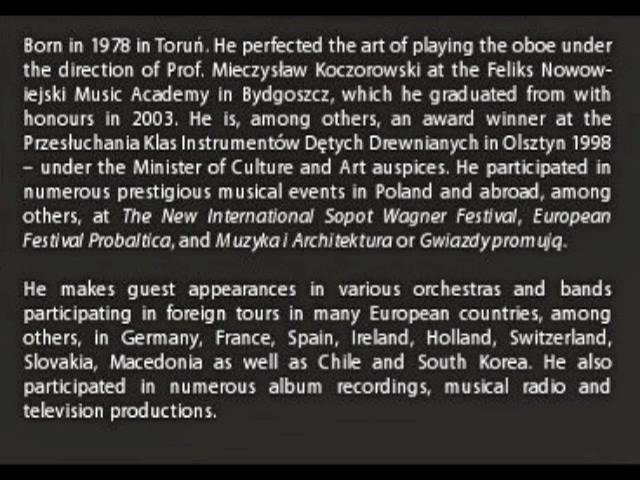 Born in 1978 in Toruń. He perfected the art of playing the oboe under
the direction of Prof. Mieczysław Koczorowski at the Feliks Nowow-
iejski Music Academy in Bydgoszcz, which he graduated from with
honours in 2003. He is, among others, an award winner at the
Przesłuchania Klas Instrumentów Dętych Drewnianych in Olsztyn 1998
– under the Minister of Culture and Art auspices. He participated in
numerous prestigious musical events in Poland and abroad, among
others, at The New International Sopot Wagner Festival, European
Festival Probaltica, and Muzyka i Architektura or Gwiazdy promują.
He makes guest appearances in various orchestras and bands
participating in foreign tours in many European countries, among
others, in Germany, France, Spain, Ireland, Holland, Switzerland,
Slovakia, Macedonia as well as Chile and South Korea. He also
participated in numerous album recordings, musical radio and
television productions.